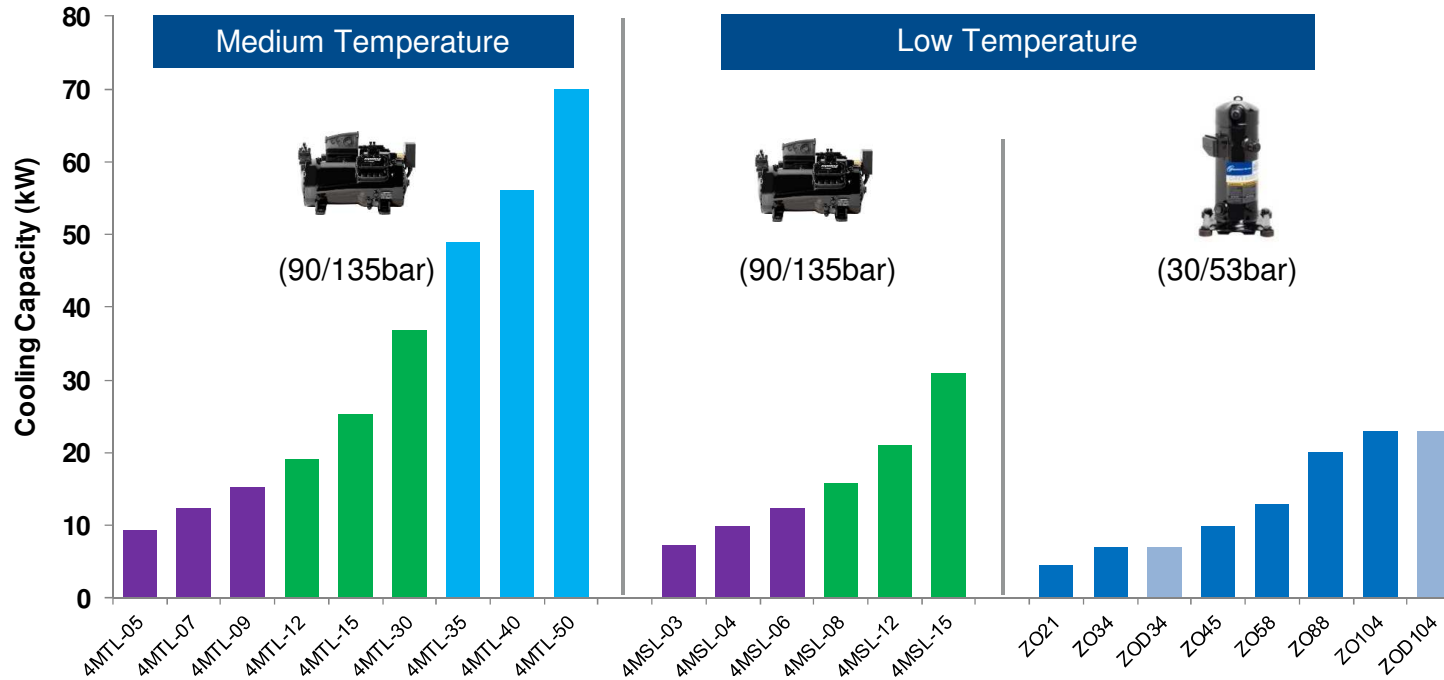 Medium Temperature
Low Temperature
Cooling Capacity (kW)
80
70
60
50
40
30
20
10
0
(90/135bar)
(90/135bar)
(30/53bar)
4MTL-05
4MTL-07
4MTL-09
4MTL-12
4MTL-15
4MTL-30
4MTL-35
4MTL-40
4MTL-50
4MSL-03
4MSL-04
4MSL-06
4MSL-08
4MSL-12
4MSL-15
ZO21
ZO34
ZOD34
ZO45
ZO58
ZO88
ZO104
ZOD104